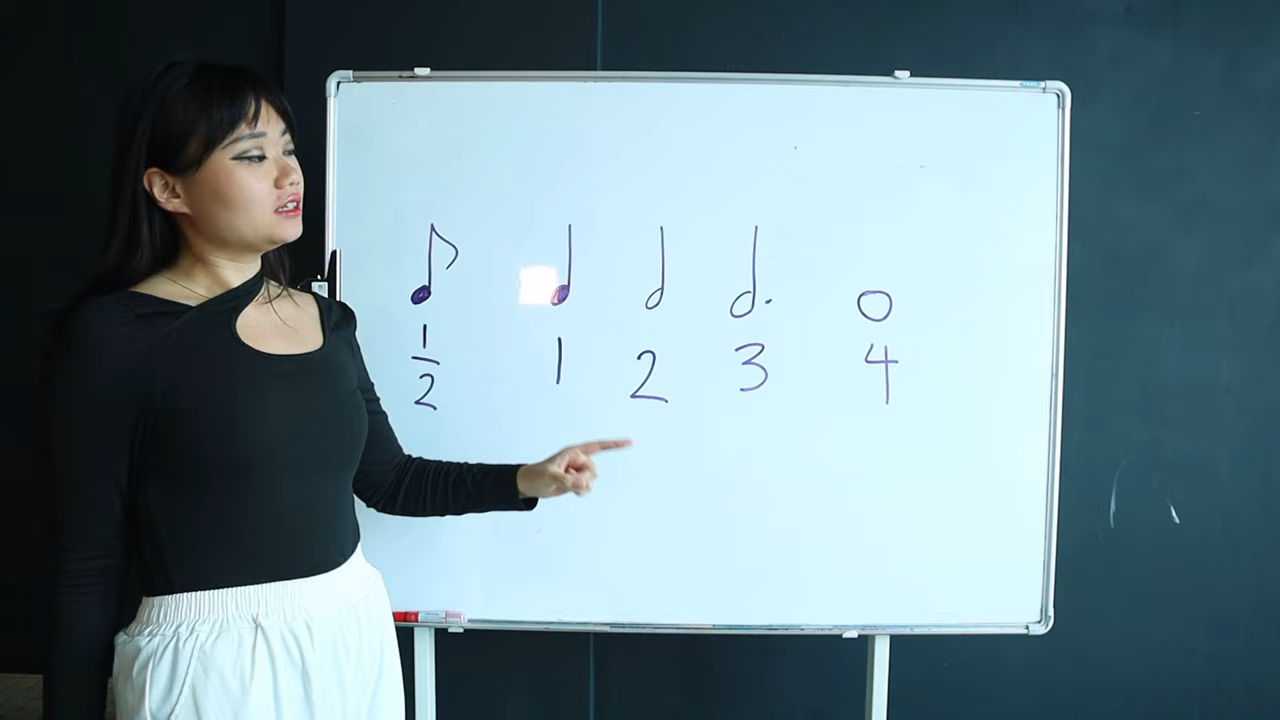 ♪ ♩ 𝅗𝅥 𝅗𝅥. 𝅝
1/2 1 2 3 4